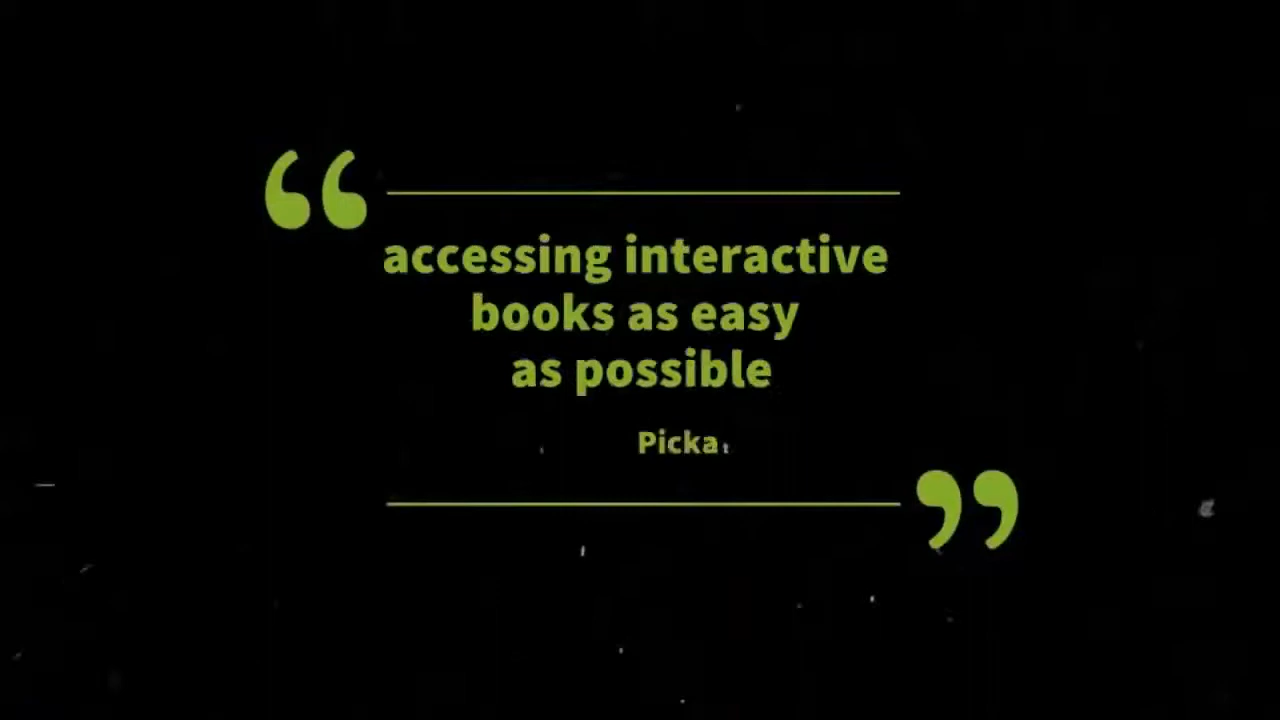 accessing interactive
books as easy
as possible
Picka